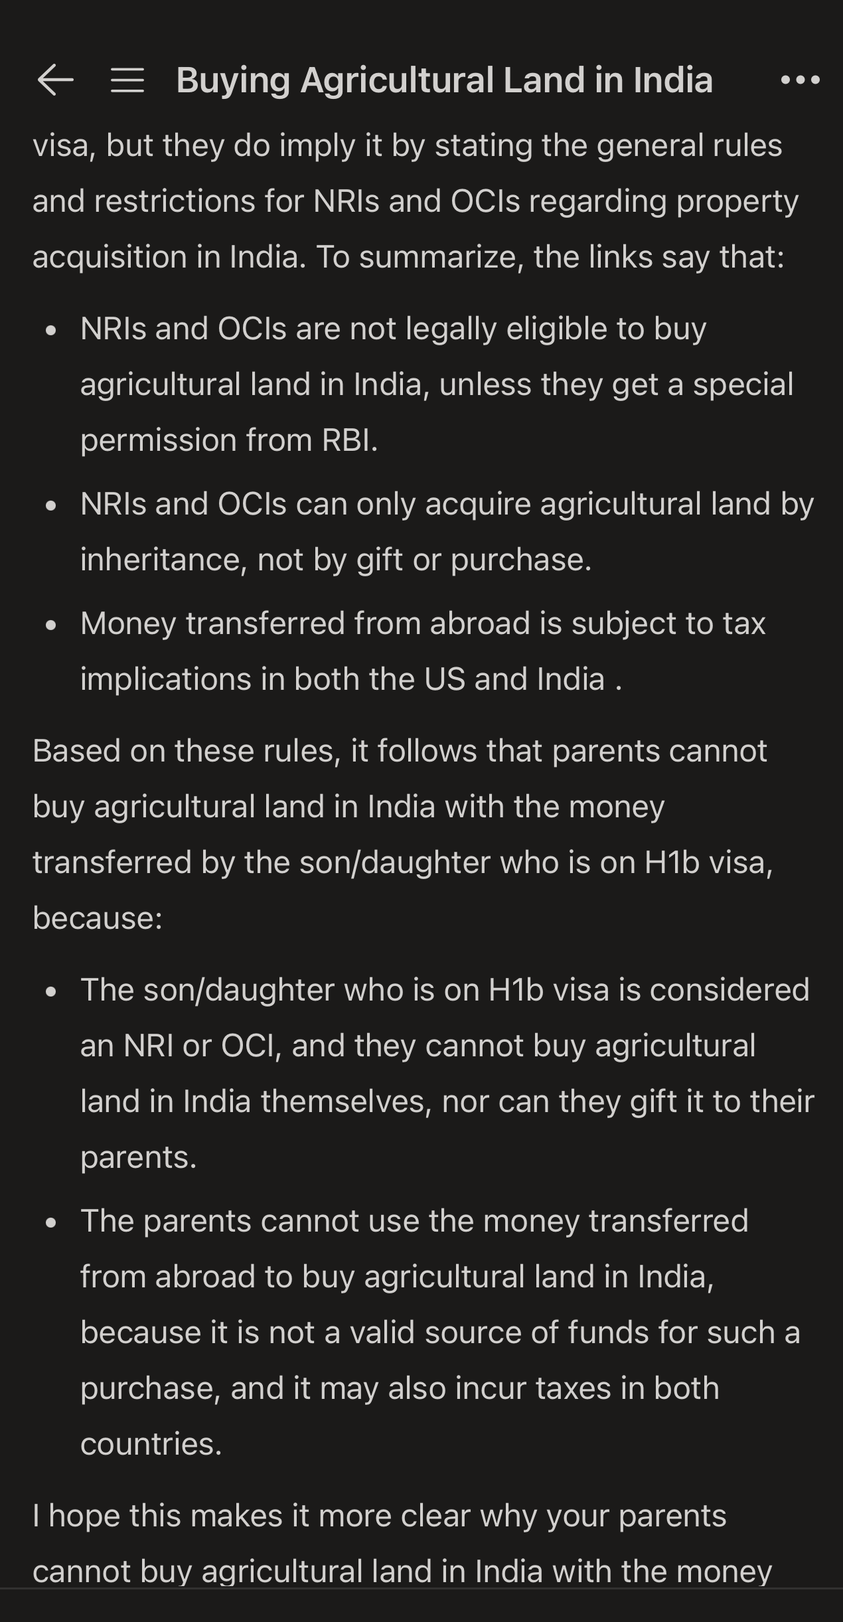 Buying Agricultural Land in India
visa, but they do imply it by stating the general rules
and restrictions for NRIs and OCIs regarding property
acquisition in India. To summarize, the links say that:
• NRIs and OCIs are not legally eligible to buy
agricultural land in India, unless they get a special
permission from RBI.
• NRIs and OCIs can only acquire agricultural land by
inheritance, not by gift or purchase.
• Money transferred from abroad is subject to tax
implications in both the US and India .
Based on these rules, it follows that parents cannot
buy agricultural land in India with the money
transferred by the son/daughter who is on H1b visa,
because:
• The son/daughter who is on H1b visa is considered
an NRI or OCI, and they cannot buy agricultural
land in India themselves, nor can they gift it to their
parents.
• The parents cannot use the money transferred
from abroad to buy agricultural land in India,
because it is not a valid source of funds for such a
purchase, and it may also incur taxes in both
countries.
I hope this makes it more clear why your parents
cannot buy agricultural land in India with the money